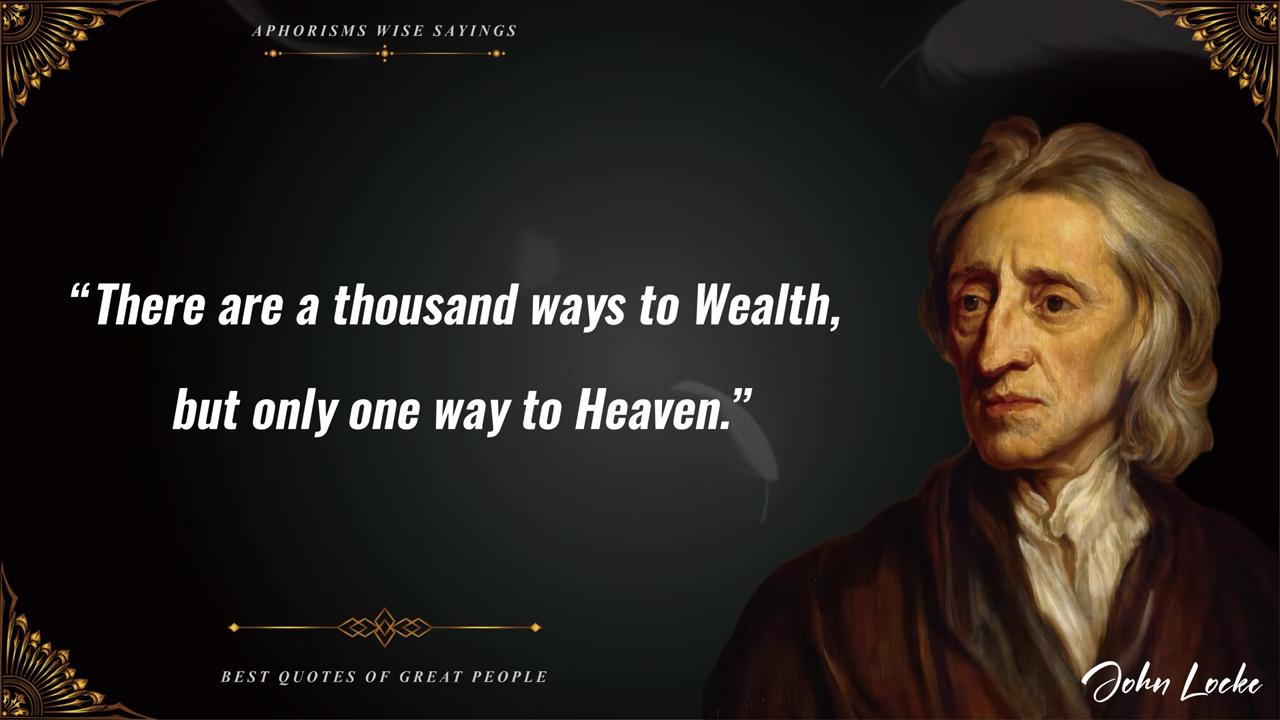 APHORISMS WISE SAYINGS
“There are a thousand ways to Wealth,
but only one way to Heaven.”
BEST QUOTES OF GREAT PEOPLE
John Locke